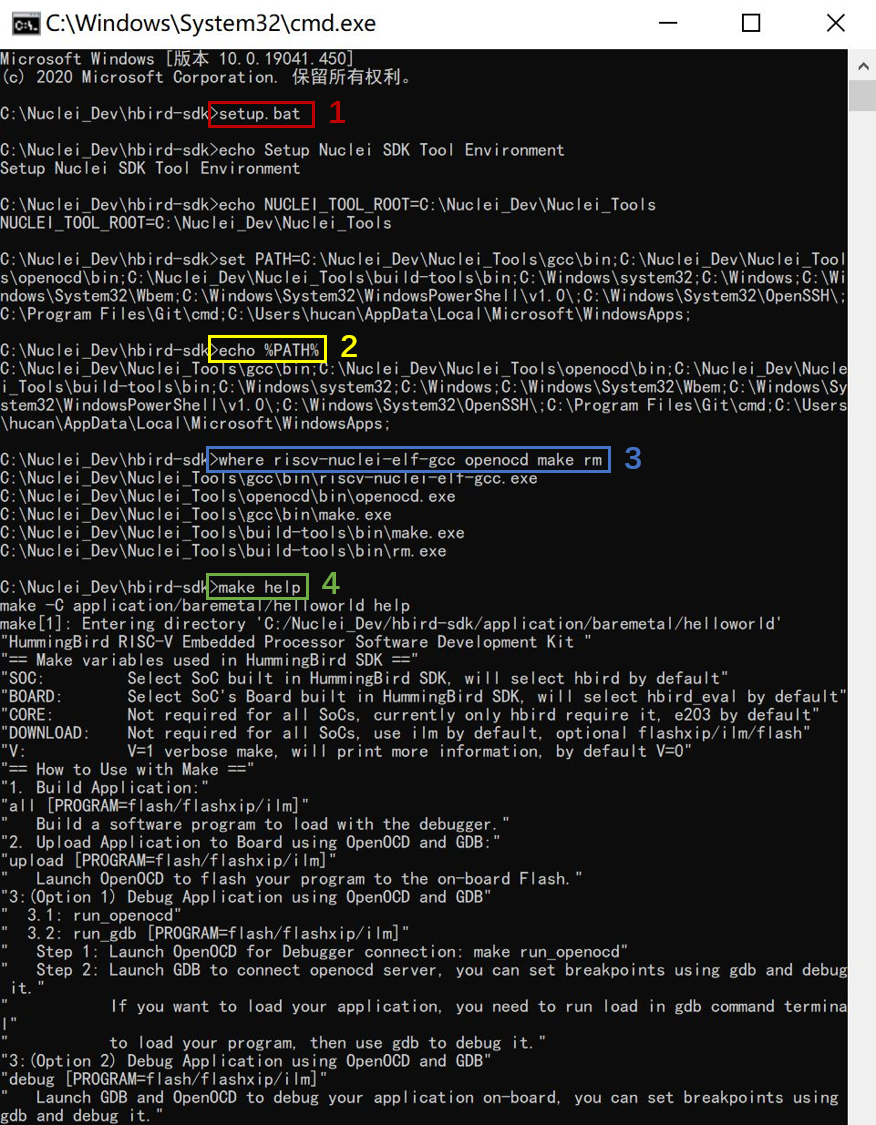 C:\Windows\System32\cmd.exe
Microsoft Windows [版本 10.0.19041.450]
(c) 2020 Microsoft Corporation. 保留所有权利。
C:\Nuclei_Dev\hbird-sdk>setup.bat 1
C:\Nuclei_Dev\hbird-sdk>echo Setup Nuclei SDK Tool Environment
Setup Nuclei SDK Tool Environment
C:\Nuclei_Dev\hbird-sdk>echo NUCLEI_TOOL_ROOT=C:\Nuclei_Dev\Nuclei_Tools
NUCLEI_TOOL_ROOT=C:\Nuclei_Dev\Nuclei_Tools
C:\Nuclei_Dev\hbird-sdk>set PATH=C:\Nuclei_Dev\Nuclei_Tools\gcc\bin;C:\Nuclei_Dev\Nuclei_Tool
s\openocd\bin;C:\Nuclei_Dev\Nuclei_Tools\build-tools\bin;C:\Windows\system32;C:\Windows;C:\Wi
ndows\System32\Wbem;C:\Windows\System32\WindowsPowerShell\v1.0\;C:\Windows\System32\OpenSSH\;
C:\Program Files\Git\cmd;C:\Users\hucan\AppData\Local\Microsoft\WindowsApps;
C:\Nuclei_Dev\hbird-sdk>echo %PATH% 2
C:\Nuclei_Dev\Nuclei_Tools\gcc\bin;C:\Nuclei_Dev\Nuclei_Tools\openocd\bin;C:\Nuclei_Dev\Nucle
i_Tools\build-tools\bin;C:\Windows\system32;C:\Windows;C:\Windows\System32\Wbem;C:\Windows\Sy
stem32\WindowsPowerShell\v1.0\;C:\Windows\System32\OpenSSH\;C:\Program Files\Git\cmd;C:\Users
\hucan\AppData\Local\Microsoft\WindowsApps;
C:\Nuclei_Dev\hbird-sdk>where riscv-nuclei-elf-gcc openocd make rm 3
C:\Nuclei_Dev\Nuclei_Tools\gcc\bin\riscv-nuclei-elf-gcc.exe
C:\Nuclei_Dev\Nuclei_Tools\openocd\bin\openocd.exe
C:\Nuclei_Dev\Nuclei_Tools\gcc\bin\make.exe
C:\Nuclei_Dev\Nuclei_Tools\build-tools\bin\make.exe
C:\Nuclei_Dev\Nuclei_Tools\build-tools\bin\rm.exe
C:\Nuclei_Dev\hbird-sdk>make help 4
make -C application/baremetal/helloworld help
make[1]: Entering directory 'C:/Nuclei_Dev/hbird-sdk/application/baremetal/helloworld'
"HummingBird RISC-V Embedded Processor Software Development Kit "
"== Make variables used in HummingBird SDK =="
"SOC:         Select SoC built in HummingBird SDK, will select hbird by default"
"BOARD:       Select SoC's Board built in HummingBird SDK, will select hbird_eval by default"
"CORE:        Not required for all SoCs, currently only hbird require it, e203 by default"
"DOWNLOAD:    Not required for all SoCs, use ilm by default, optional flashxip/ilm/flash"
"V:           V=1 verbose make, will print more information, by default V=0"
"== How to Use with Make =="
"1. Build Application:"
"all [PROGRAM=flash/flashxip/ilm]"
"   Build a software program to load with the debugger."
"2. Upload Application to Board using OpenOCD and GDB:"
"upload [PROGRAM=flash/flashxip/ilm]"
"   Launch OpenOCD to flash your program to the on-board Flash."
"3:(Option 1) Debug Application using OpenOCD and GDB"
"  3.1: run_openocd"
"  3.2: run_gdb [PROGRAM=flash/flashxip/ilm]"
"   Step 1: Launch OpenOCD for Debugger connection: make run_openocd"
"   Step 2: Launch GDB to connect openocd server, you can set breakpoints using gdb and debug
 it."
"           If you want to load your application, you need to run load in gdb command termina
l"
"           to load your program, then use gdb to debug it."
"3:(Option 2) Debug Application using OpenOCD and GDB"
"debug [PROGRAM=flash/flashxip/ilm]"
"   Launch GDB and OpenOCD to debug your application on-board, you can set breakpoints using
gdb and debug it."